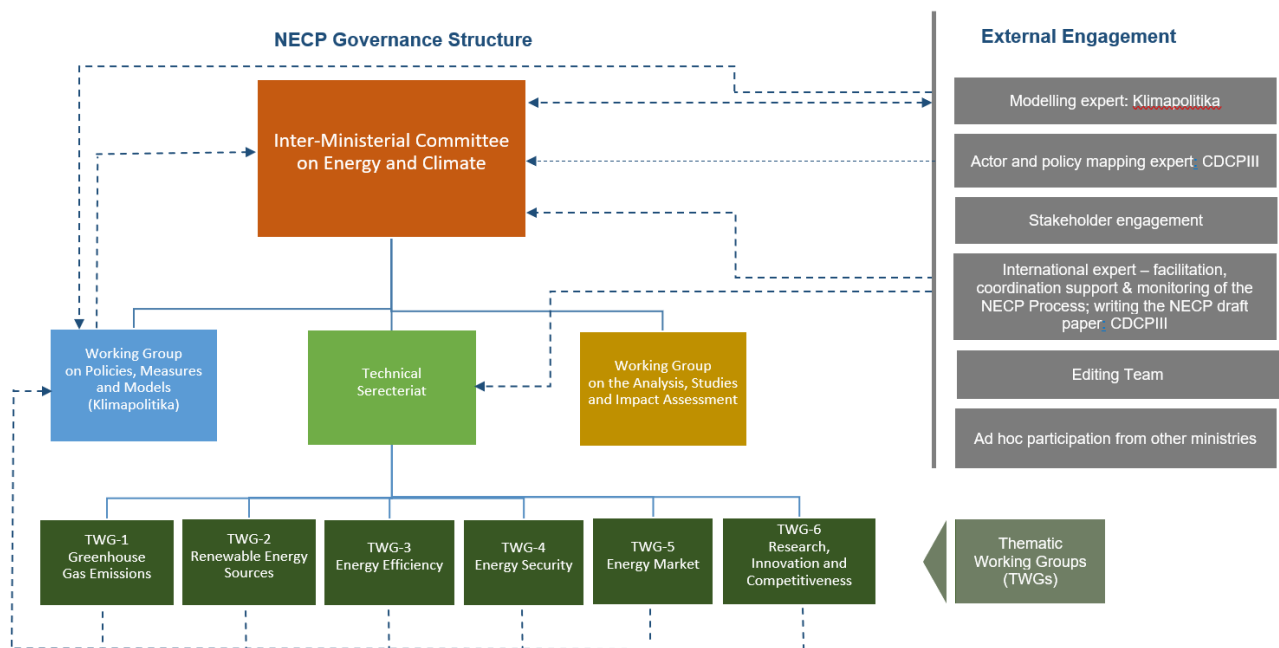 NECP Governance Structure
External Engagement
Inter-Ministerial Committee
on Energy and Climate
Modelling expert: Klimapolitika
Actor and policy mapping expert; CDCPIII
Stakeholder engagement
International expert – facilitation,
coordination support & monitoring of the
NECP Process; writing the NECP draft
paper; CDCPIII
Editing Team
Ad hoc participation from other ministries
Working Group
on Policies, Measures
and Models
(Klimapolitika)
Technical
Serecteriat
Working Group
on the Analysis, Studies
and Impact Assessment
TWG-1
Greenhouse
Gas Emissions
TWG-2
Renewable Energy
Sources
TWG-3
Energy Efficiency
TWG-4
Energy Security
TWG-5
Energy Market
TWG-6
Research,
Innovation and
Competitiveness
Thematic
Working Groups
(TWGs)